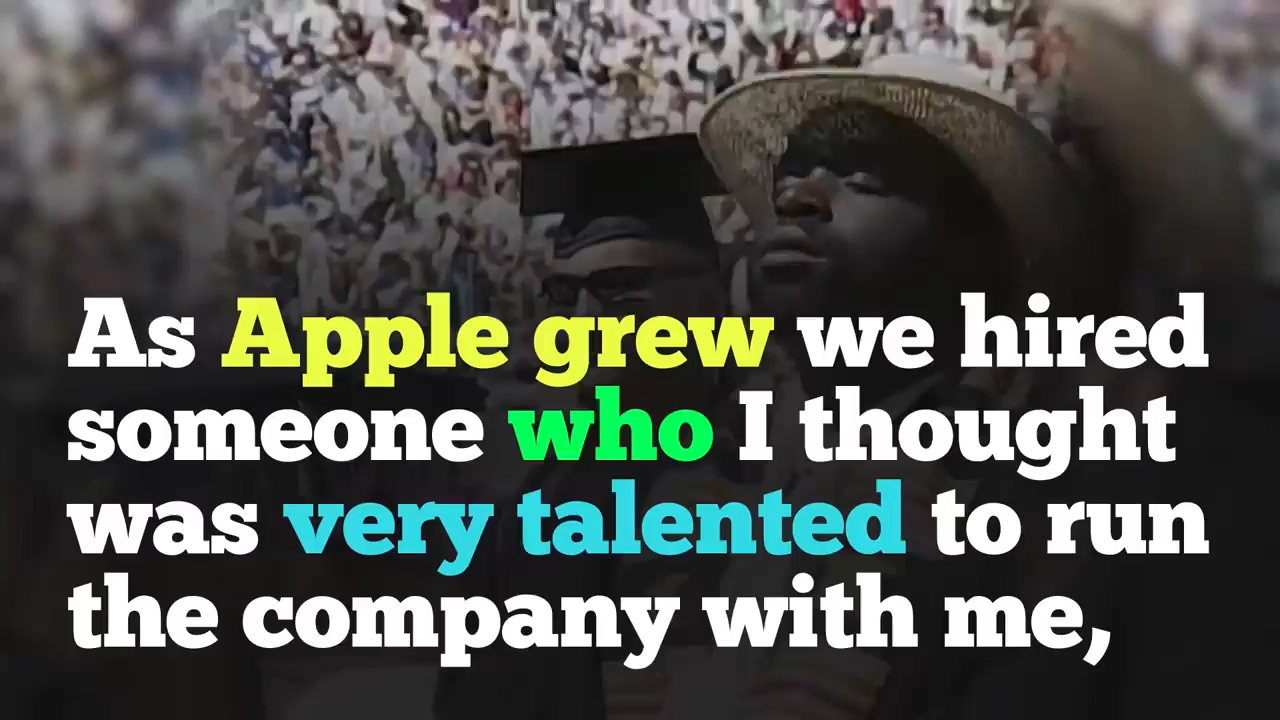 As Apple grew we hired
someone who I thought
was very talented to run
the company with me,